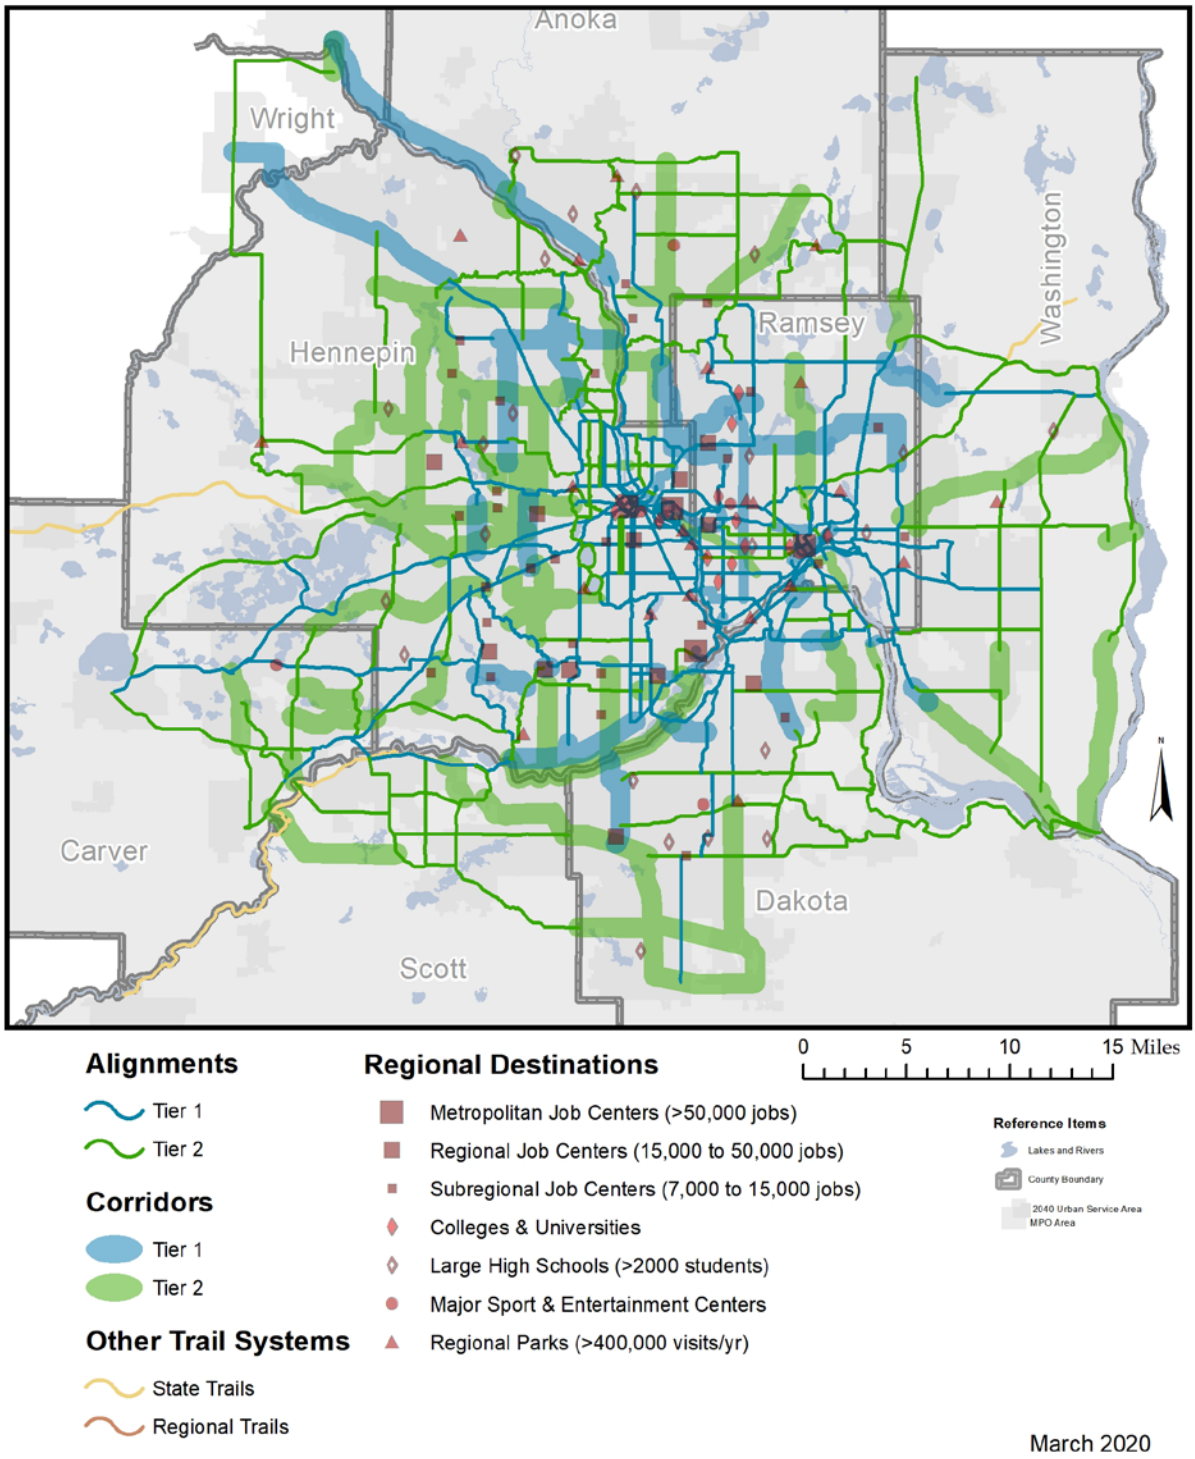 Anoka
Wright
Washington
Ramsey
Hennepin
N
Carver
Dakota
Scott
0 5 10 15 Miles
Alignments
Tier 1
Tier 2
Corridors
Tier 1
Tier 2
Other Trail Systems
State Trails
Regional Trails
Regional Destinations
Metropolitan Job Centers (>50,000 jobs)
Regional Job Centers (15,000 to 50,000 jobs)
Subregional Job Centers (7,000 to 15,000 jobs)
Colleges & Universities
Large High Schools (>2000 students)
Major Sport & Entertainment Centers
Regional Parks (>400,000 visits/yr)
Reference Items
Lakes and Rivers
County Boundary
2040 Urban Service Area
MPO Area
March 2020